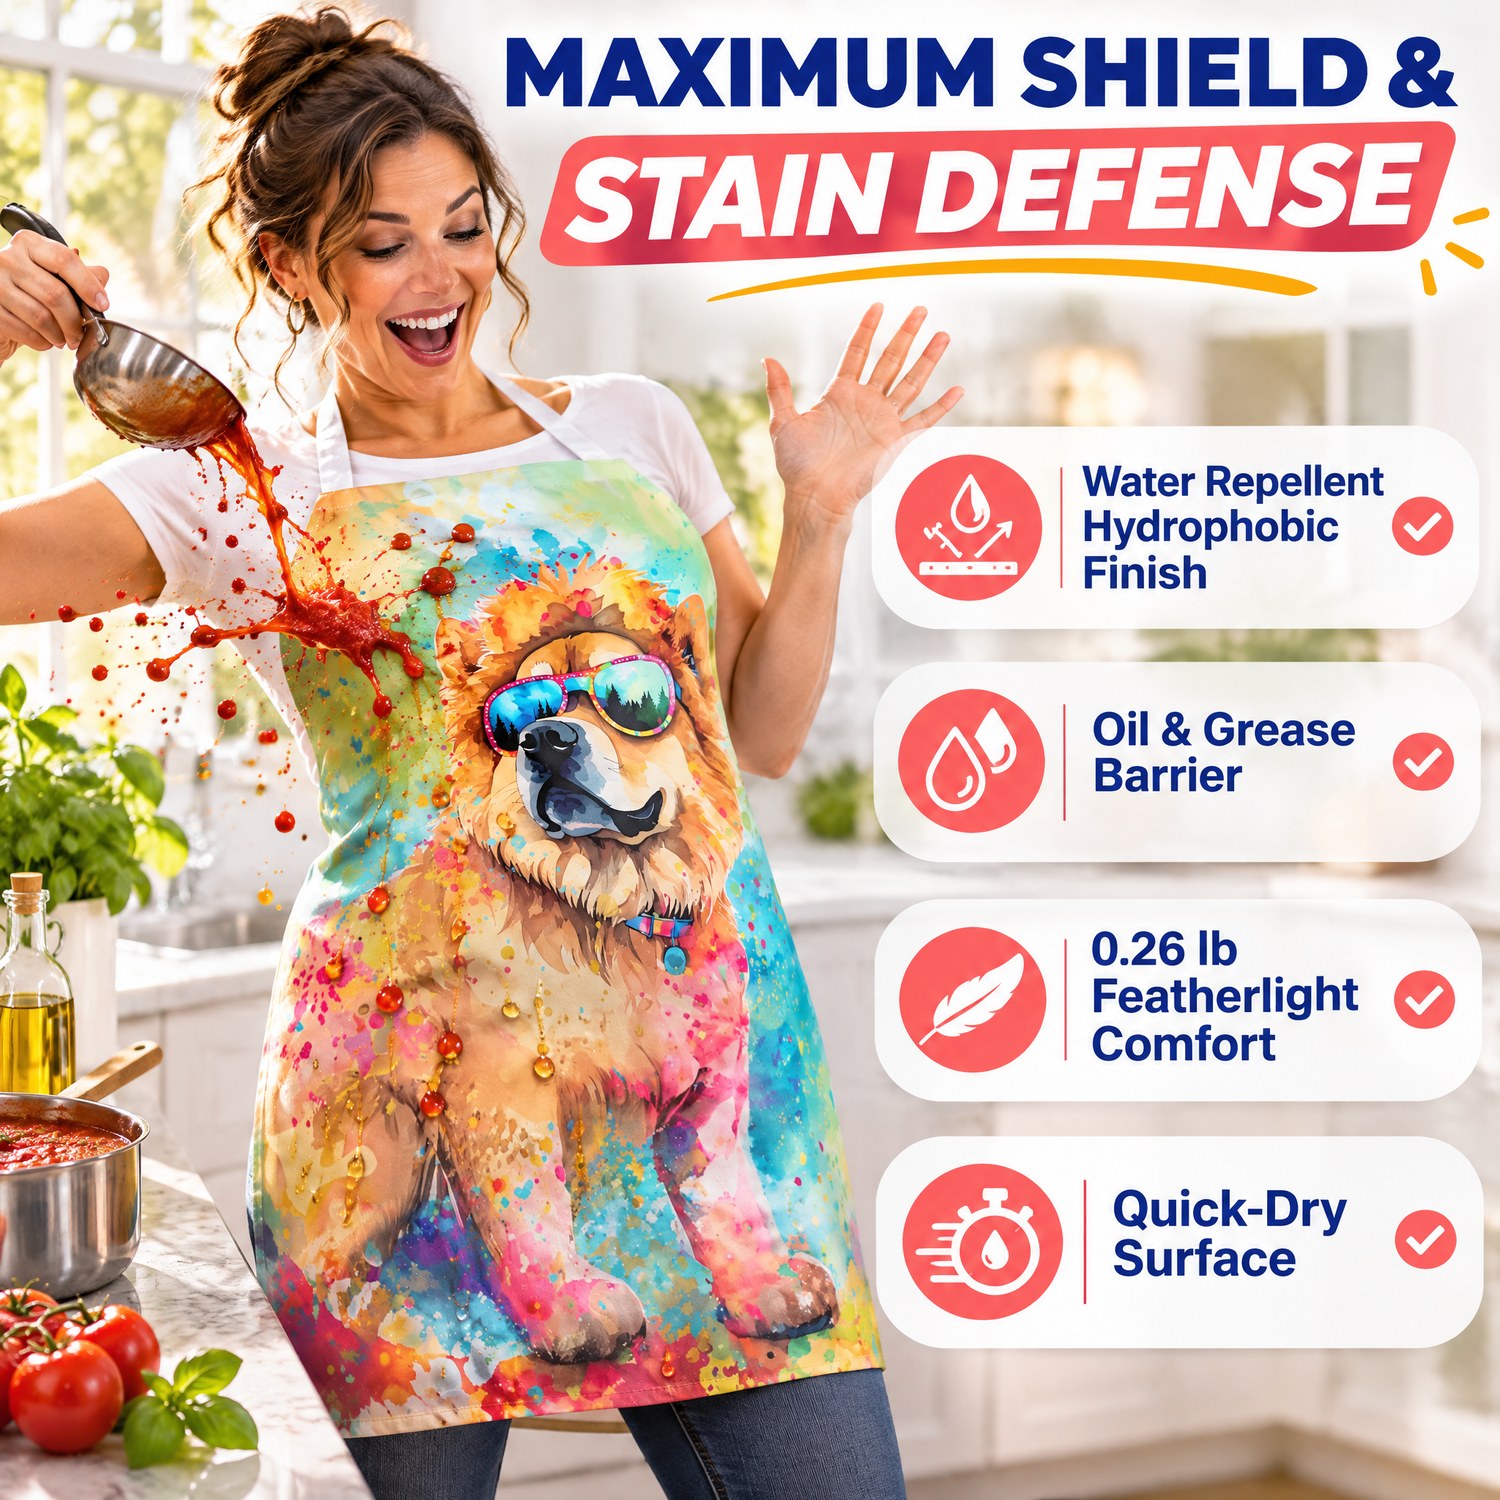 MAXIMUM SHIELD &
STAIN DEFENSE
Water Repellent
Hydrophobic
Finish
Oil & Grease
Barrier
0.26 lb
Featherlight
Comfort
Quick-Dry
Surface